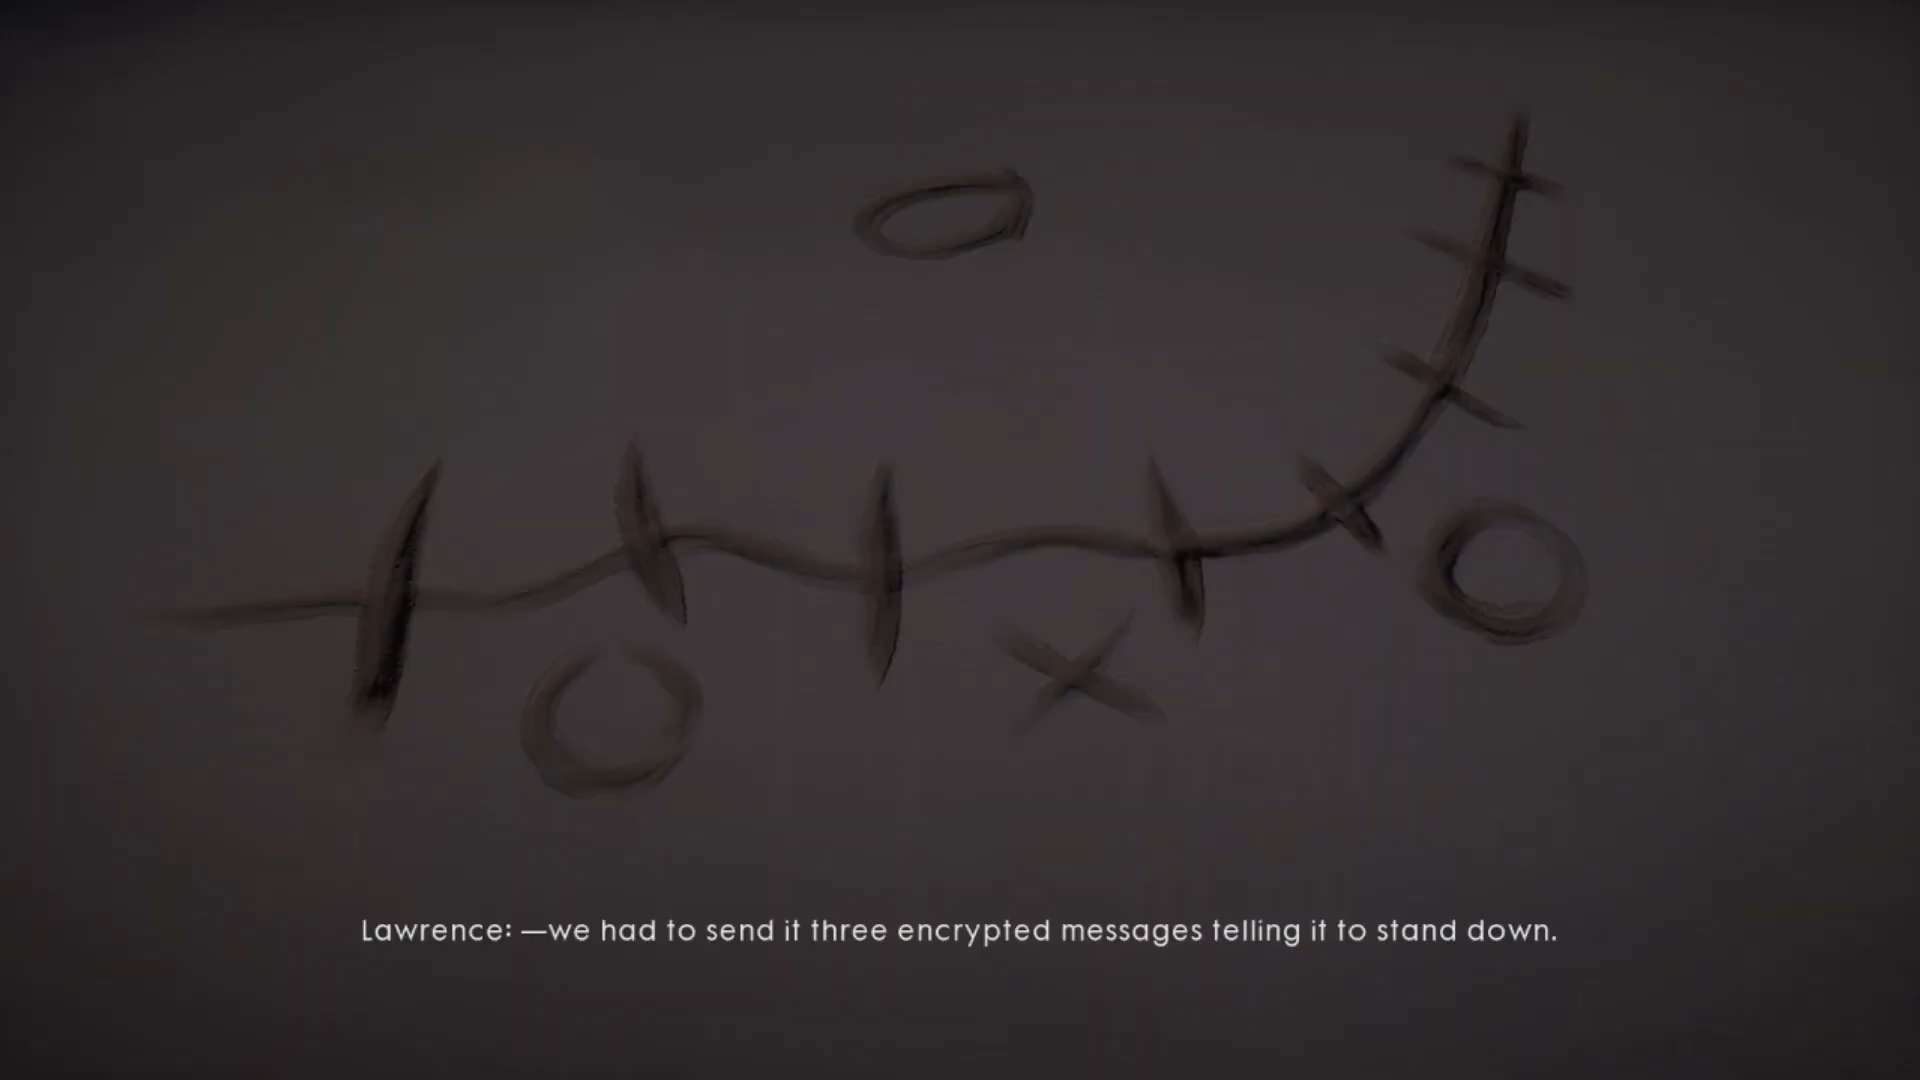 Lawrence: —we had to send it three encrypted messages telling it to stand down.